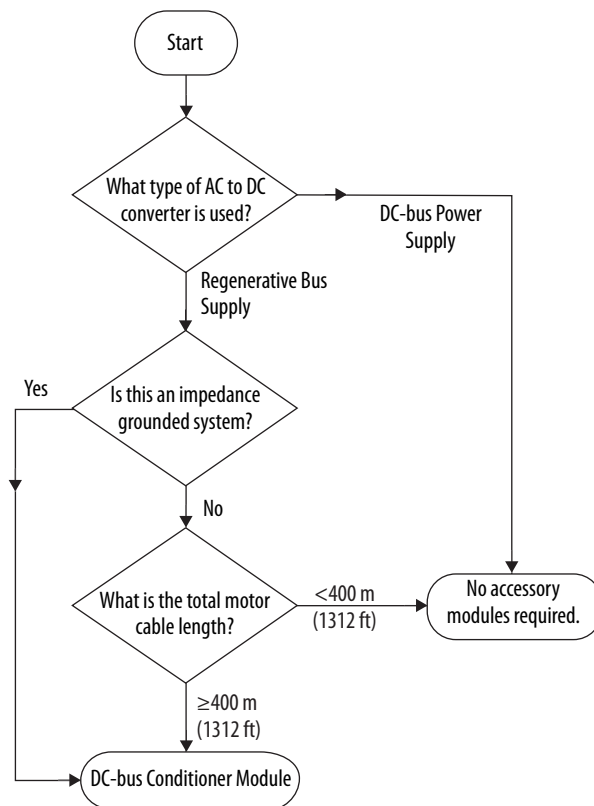 Start
What type of AC to DC
converter is used?
DC-bus Power
Supply
Regenerative Bus
Supply
Yes
Is this an impedance
grounded system?
No
What is the total motor
cable length?
<400 m
(1312 ft)
No accessory
modules required.
≥400 m
(1312 ft)
DC-bus Conditioner Module